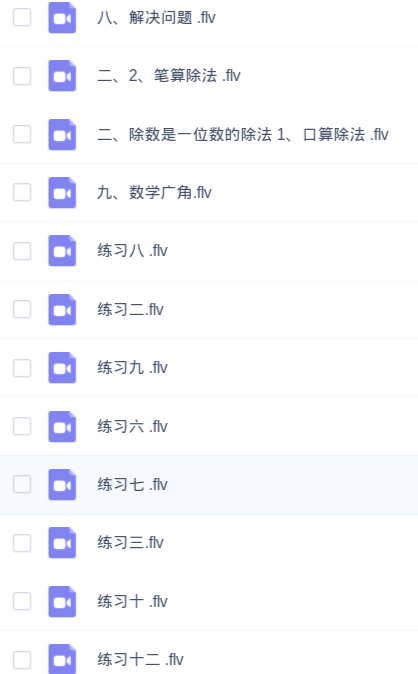 八、解决问题 .flv
二、2、笔算除法 .flv
二、除数是一位数的除法 1、口算除法 .flv
九、数学广角.flv
练习八 .flv
练习二.flv
练习九 .flv
练习六 .flv
练习七 .flv
练习三.flv
练习十 .flv
练习十二 .flv